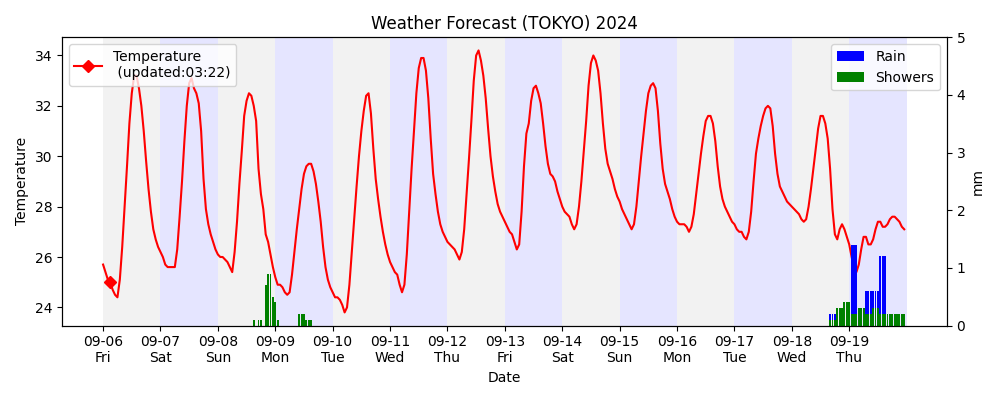 Weather Forecast (TOKYO) 2024
Temperature
(updated:03:22)
Rain
Showers
Temperature
34
32
30
28
26
24
5
4
3
2
1
0
mm
09-06 09-07 09-08 09-09 09-10 09-11 09-12 09-13 09-14 09-15 09-16 09-17 09-18 09-19
Fri Sat Sun Mon Tue Wed Thu Fri Sat Sun Mon Tue Wed Thu
Date